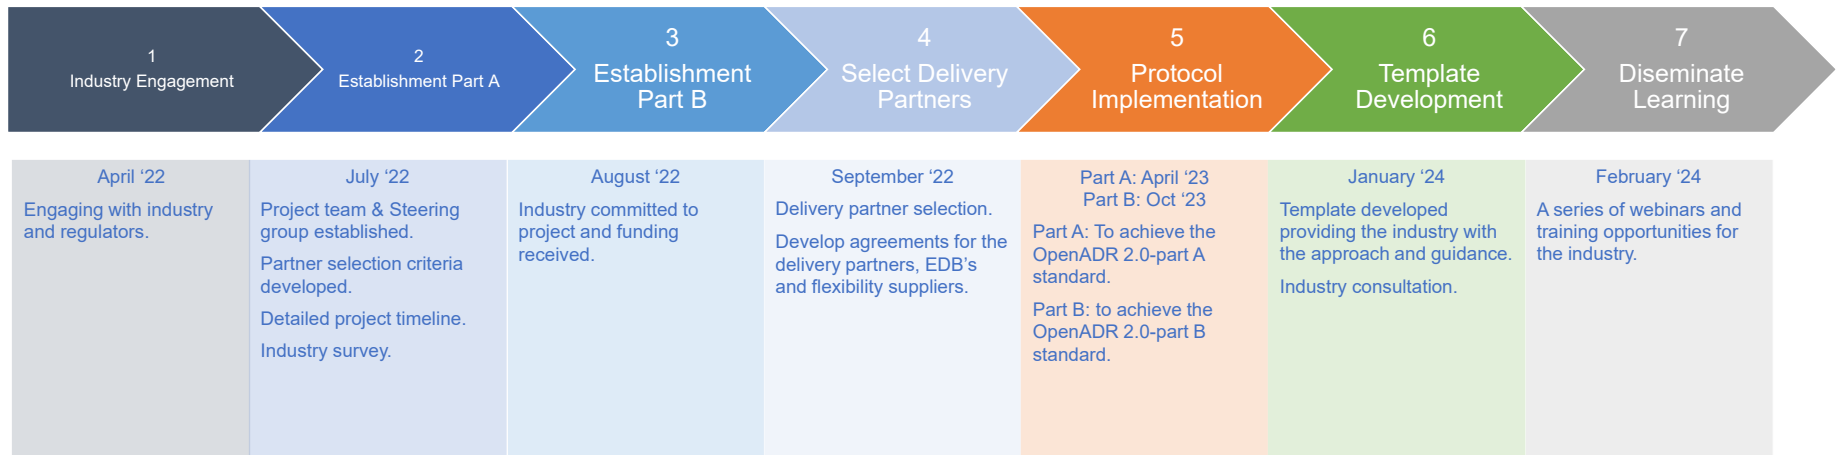 1
Industry Engagement
2
Establishment Part A
3
Establishment
Part B
4
Select Delivery
Partners
5
Protocol
Implementation
6
Template
Development
7
Diseminate
Learning
April ‘22
Engaging with industry
and regulators.
July ‘22
Project team & Steering
group established.
Partner selection criteria
developed.
Detailed project timeline.
Industry survey.
August ‘22
Industry committed to
project and funding
received.
September ‘22
Delivery partner selection.
Develop agreements for the
delivery partners, EDB’s
and flexibility suppliers.
Part A: April ‘23
Part B: Oct ‘23
Part A: To achieve the
OpenADR 2.0-part A
standard.
Part B: to achieve the
OpenADR 2.0-part B
standard.
January ‘24
Template developed
providing the industry with
the approach and guidance.
Industry consultation.
February ‘24
A series of webinars and
training opportunities for
the industry.